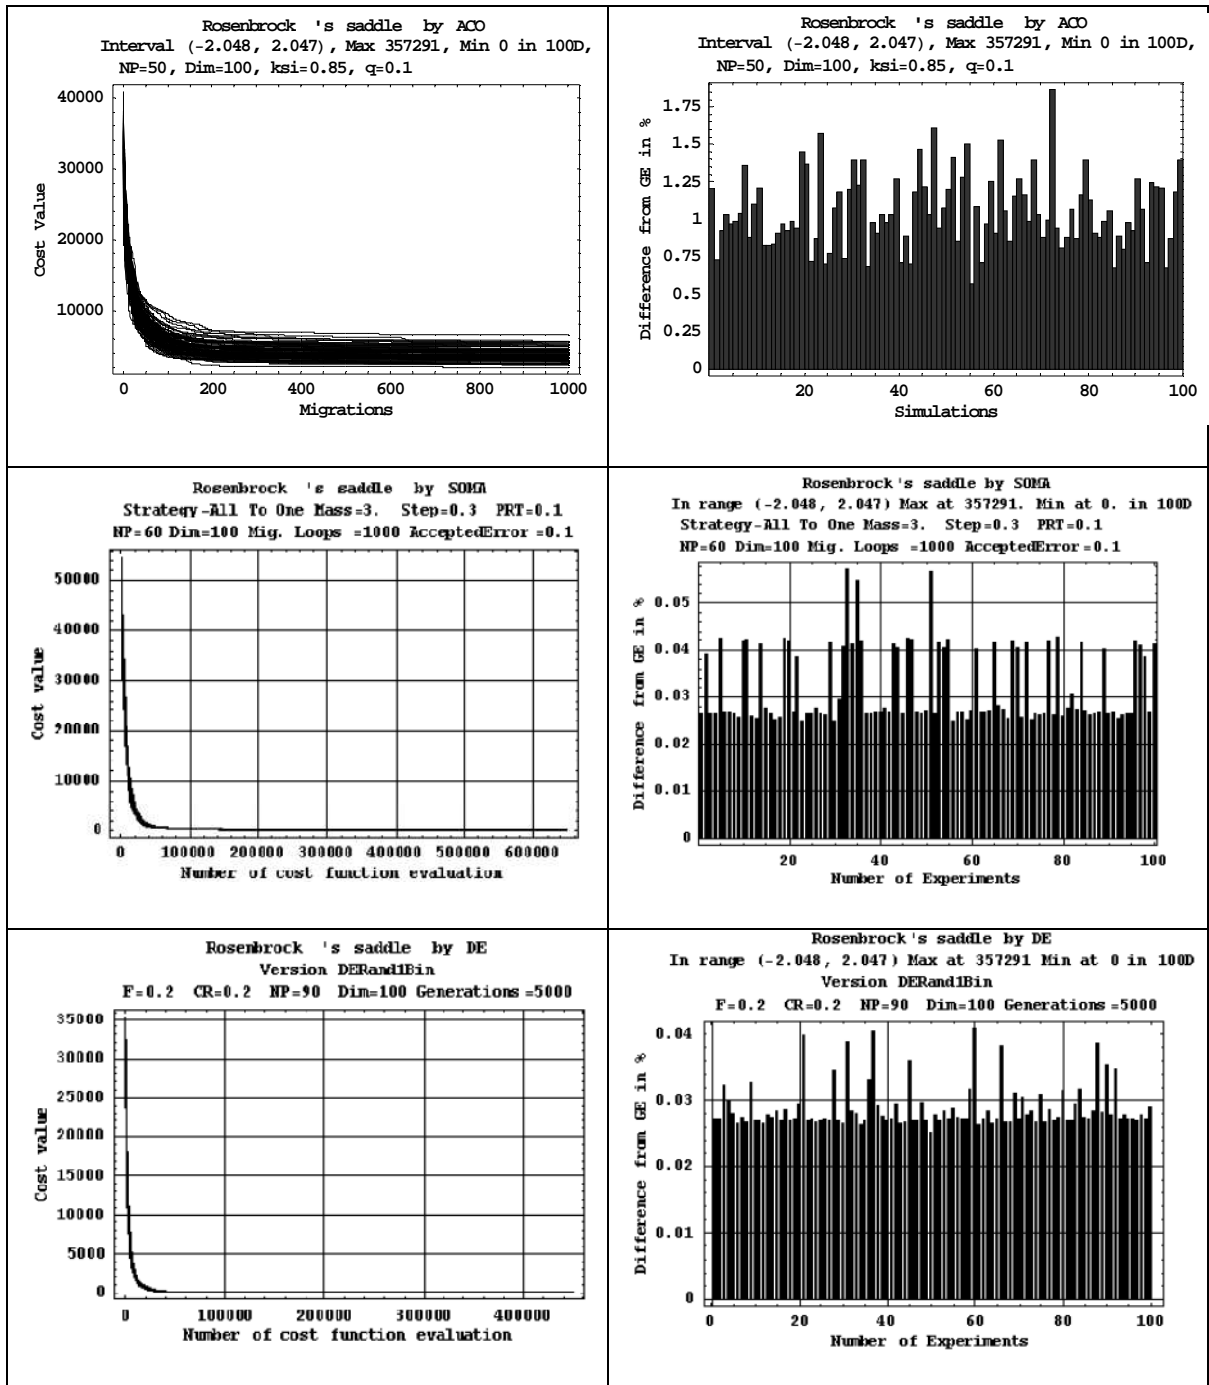 Rosenbrock 's saddle by ACO
Interval (-2.048, 2.047), Max 357291, Min 0 in 100D,
NP=50, Dim=100, ksi=0.85, q=0.1
40000
30000
20000
10000
Cost Value
0 200 400 600 800 1000
Migrations
Rosenbrock 's saddle by ACO
Interval (-2.048, 2.047), Max 357291, Min 0 in 100D,
NP=50, Dim=100, ksi=0.85, q=0.1
1.75
1.5
1.25
1
0.75
0.5
0.25
0
Difference from GE in %
20 40 60 80 100
Simulations
Rosenbrock 's saddle by SOMA
Strategy-All To One Mass=3. Step=0.3 PRT=0.1
NP=60 Dim=100 Mig. Loops =1000 AcceptedError =0.1
50000
40000
30000
20000
10000
0
Cost value
0 100000 200000 300000 400000 500000 600000
Number of cost function evaluation
Rosenbrock's saddle by SOMA
In range (-2.048, 2.047) Max at 357291. Min at 0. in 100D
Strategy-All To One Mass=3. Step=0.3 PRT=0.1
NP=60 Dim=100 Mig. Loops =1000 AcceptedError =0.1
0.05
0.04
0.03
0.02
0.01
0
Difference from GE in %
20 40 60 80 100
Number of Experiments
Rosenbrock 's saddle by DE
Version DERand1Bin
F=0.2 CR=0.2 NP=90 Dim=100 Generations =5000
35000
30000
25000
20000
15000
10000
5000
0
Cost value
0 100000 200000 300000 400000
Number of cost function evaluation
Rosenbrock's saddle by DE
In range (-2.048, 2.047) Max at 357291 Min at 0 in 100D
Version DERand1Bin
F=0.2 CR=0.2 NP=90 Dim=100 Generations =5000
0.04
0.03
0.02
0.01
0
Difference from GE in %
0 20 40 60 80 100
Number of Experiments